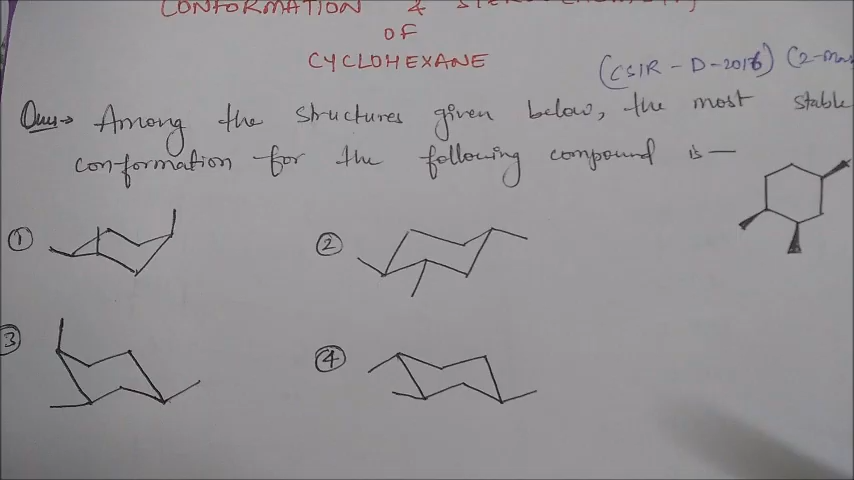 CONFORMATION &
OF
CYCLOHEXANE
(CSIR - D - 2016) (2-
Ques→ Among the structures given below, the most stable
conformation for the following compound is —
① ②
③ ④